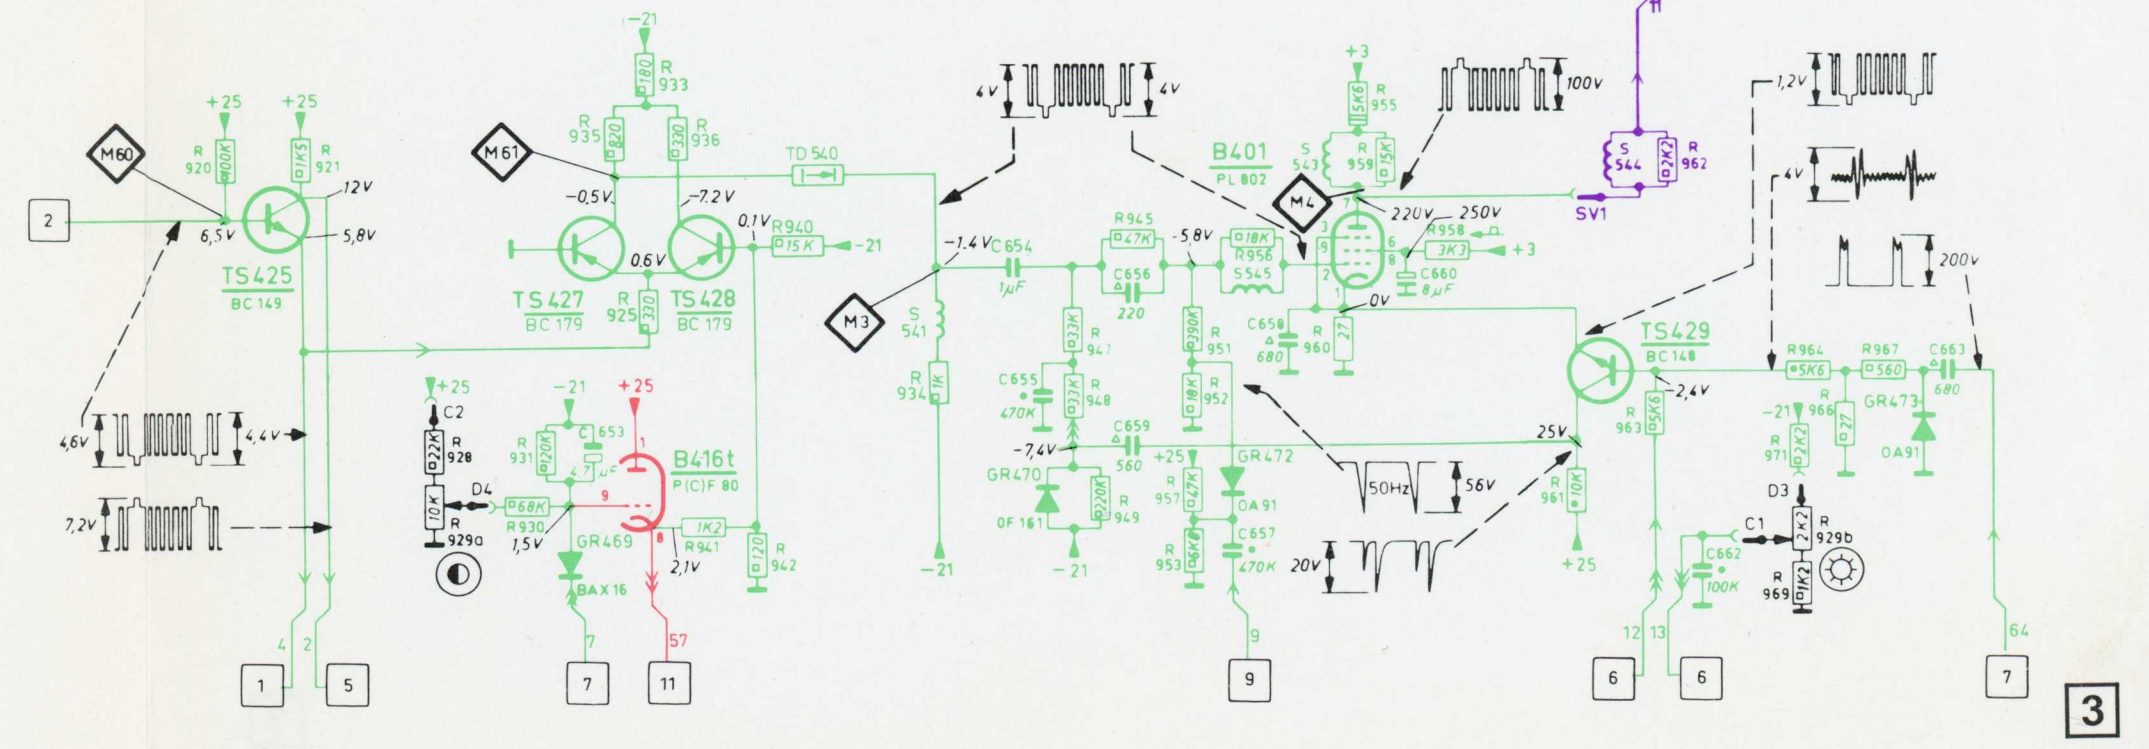 11
-21
180
R
933
+3
4V
4V
100V
1,2V
5K6
R
955
+25
+25
R
935
820
330
R
936
M60
M61
R
920
100K
1K5
R
921
TD 540
B401
PL 802
S
543
R
959
15K
S
544
2K2
R
962
4V
12V
-0,5V
-7.2V
M4
7
SV1
2
6,5V
5,8V
0.1V
R940
15K
-21
R945
47K
-5,8V
18K
R956
S545
220V
250V
3
9
2
6
8
1
R958
3K3
+3
C660
8µF
200V
TS425
BC 149
0.6V
-1.4V
C654
1µF
C656
220
TS427
BC 179
R
925
330
TS428
BC 179
M3
S
541
33K
R
947
390K
R
951
C658
680
R
960
27
0V
TS429
BC 148
R964
5K6
R967
560
C663
680
-2,4V
R
934
1K
C655
470K
33K
R
948
18K
R
952
R
963
5K6
-21
R
966
27
GR473
OA91
+25
C2
R
928
22K
-21
+25
R
931
120K
C
653
4.7
µF
1
B416t
P(C)F 80
4,6V
4,4V
-7,4V
C659
560
25V
R
971
2K2
D4
10K
R
929a
68K
R930
9
8
1K2
R941
1,5V
2,1V
GR469
BAX16
GR470
OF 161
220K
R
949
+25
R
957
47K
GR472
OA91
50Hz
56V
R
961
10K
D3
7,2V
120
R
942
R
953
6K8
C657
470K
20V
C1
C662
100K
2K2
R
929b
R
969
1K2
-21
-21
+25
4
2
7
57
9
12
13
64
1
5
7
11
9
6
6
7
3